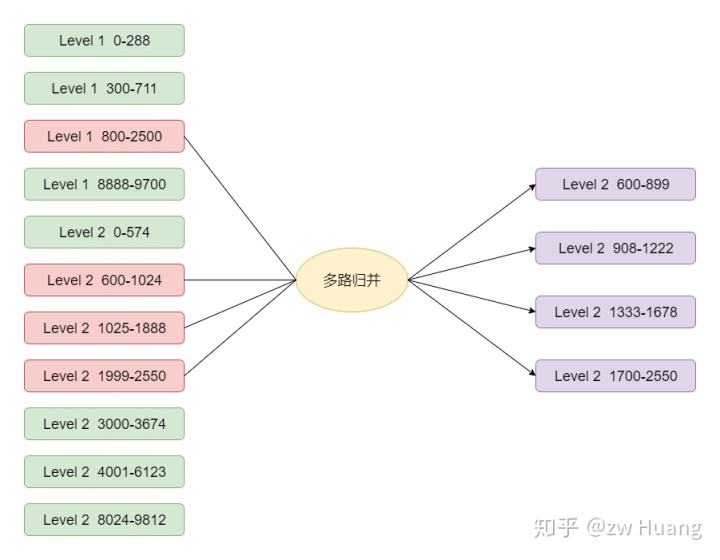 Level 1 0-288
Level 1 300-711
Level 1 800-2500
Level 1 8888-9700
Level 2 0-574
Level 2 600-1024
Level 2 1025-1888
Level 2 1999-2550
Level 2 3000-3674
Level 2 4001-6123
Level 2 8024-9812
多路归并
Level 2 600-899
Level 2 908-1222
Level 2 1333-1678
Level 2 1700-2550
知乎 @zw Huang